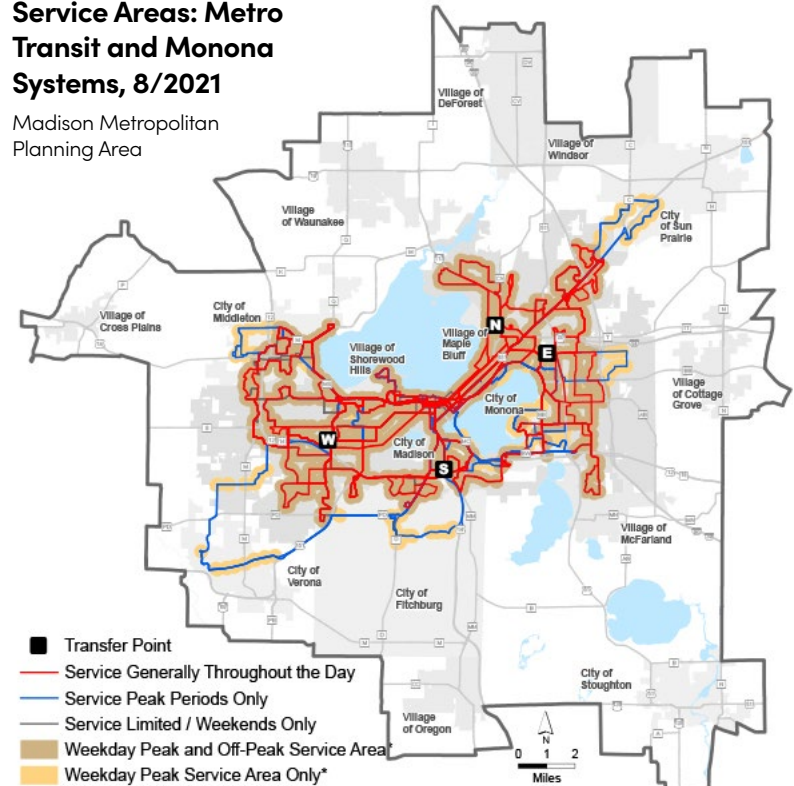 Service Areas: Metro
Transit and Monona
Systems, 8/2021
Madison Metropolitan
Planning Area
Village of
DeForest
Village of
Windsor
Village
of Waunakee
City of
Sun
Prairie
Village of
Cross Plains
City of
Middleton
Village of
Shorewood
Hills
Village of
Maple
Bluff
N
E
Village
of Cottage
Grove
City of
Monona
W
City of
Madison
S
Village of
McFarland
City of
Verona
City of
Fitchburg
City of
Stoughton
Village
of Oregon
Transfer Point
Service Generally Throughout the Day
Service Peak Periods Only
Service Limited / Weekends Only
Weekday Peak and Off-Peak Service Area*
Weekday Peak Service Area Only*
N
0 1 2
Miles